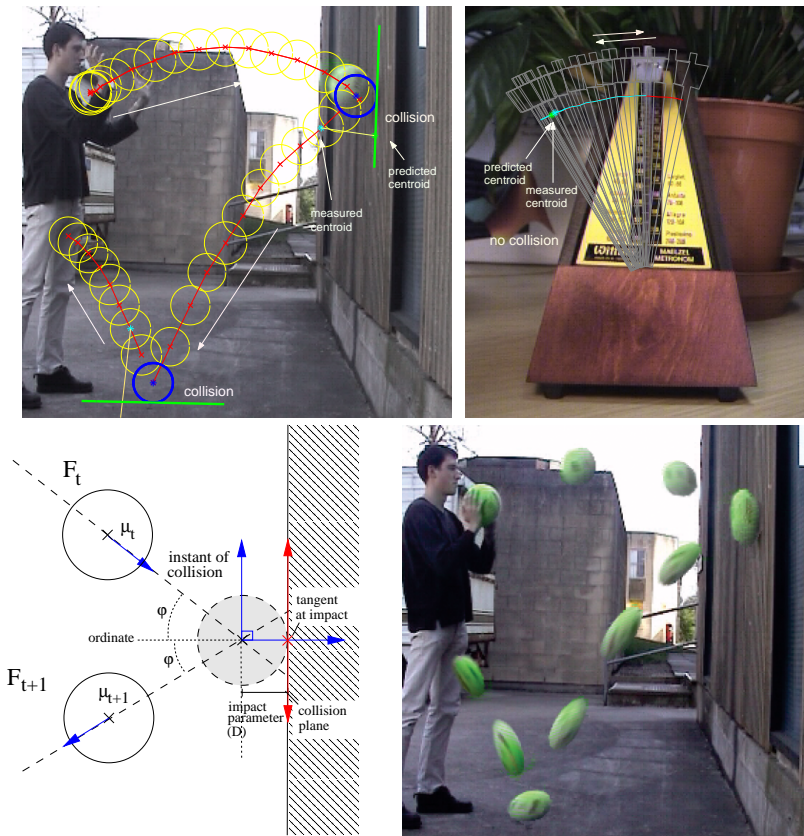 collision
predicted
centroid
measured
centroid
collision
predicted
centroid
measured
centroid
no collision
MAELZEL
METRONOM
F t
μ t
instant of
collision
φ
tangent
at impact
ordinate
φ
F t+1
μ t+1
impact
parameter
(D)
collision
plane